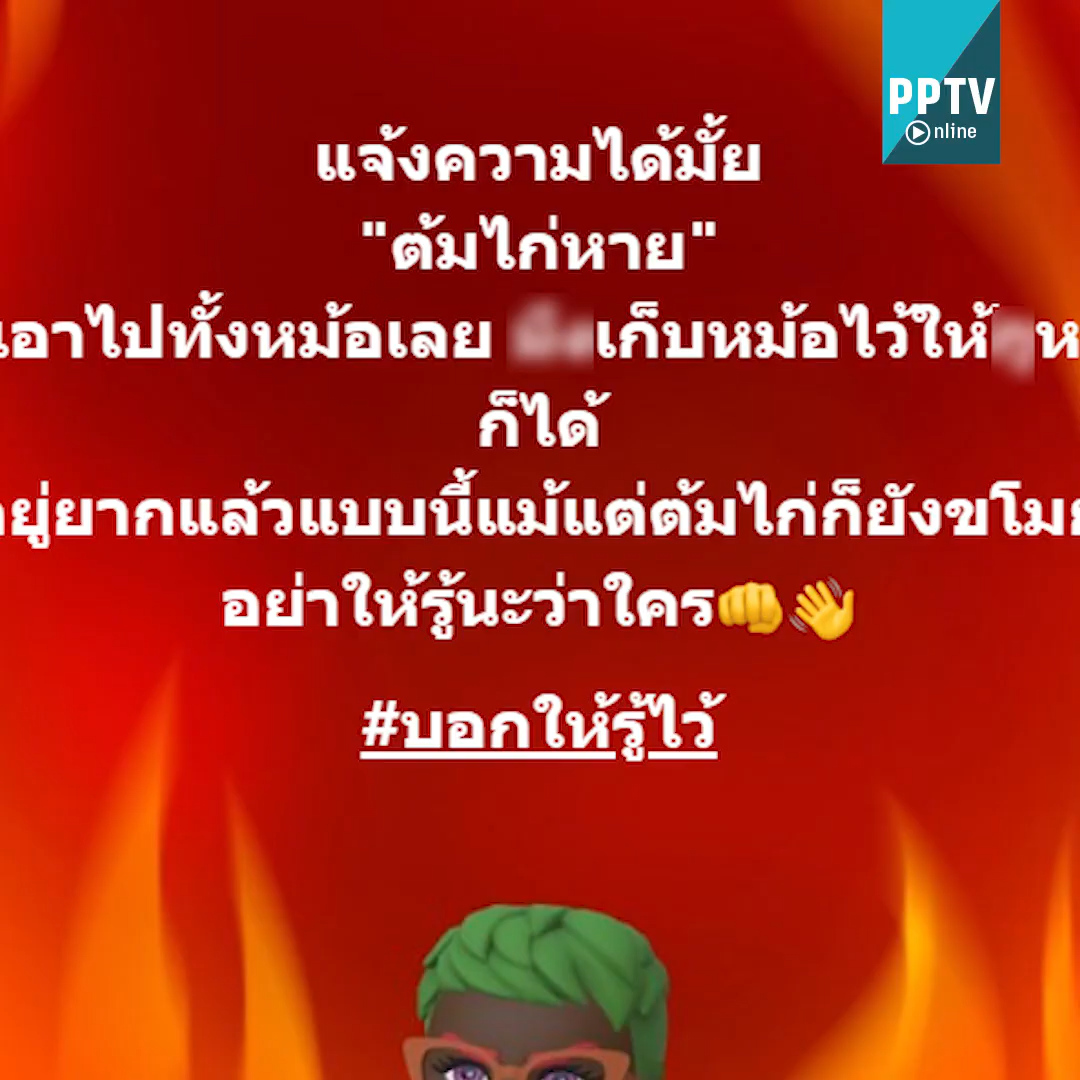 PPTV
Online
แจ้งความได้มั้ย
"ต้มไก่หาย"
เอาไปทั้งหม้อเลย เก็บหม้อไว้ให้
ก็ได้
อยู่ยากแล้วแบบนี้แม้แต่ต้มไก่ก็ยังขโมย
อย่าให้รู้นะว่าใคร👊👋
#บอกให้รู้ไว้